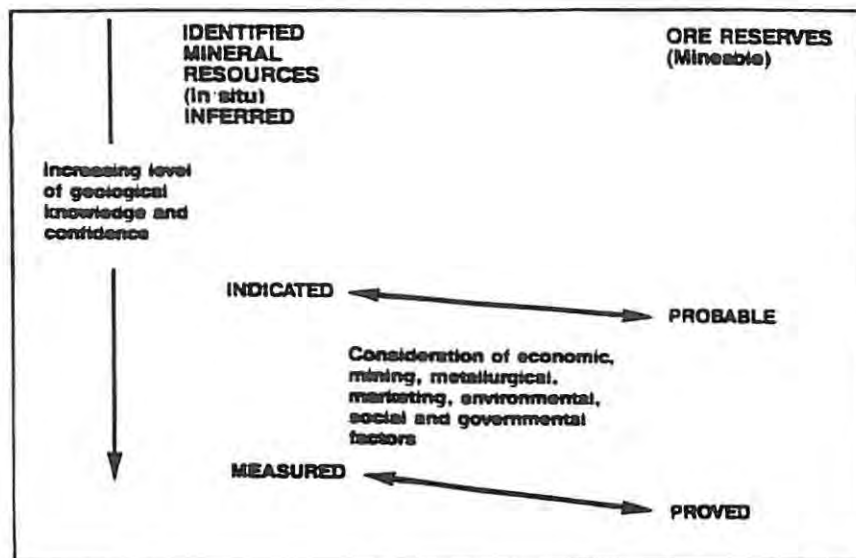 IDENTIFIED
MINERAL
RESOURCES
(in situ)
INFERRED
ORE RESERVES
(Mineable)
Increasing level
of geological
knowledge and
confidence
INDICATED
PROBABLE
Consideration of economic,
mining, metallurgical,
marketing, environmental,
social and governmental
factors
MEASURED
PROVED